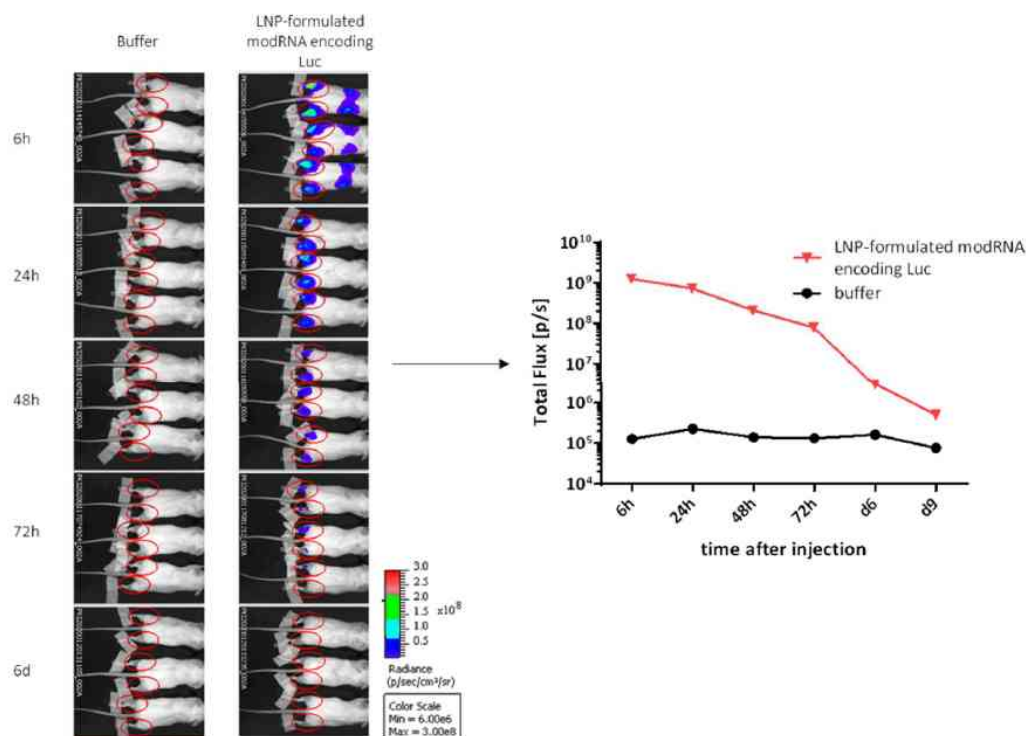 Buffer
LNP-formulated
modRNA encoding
Luc
6h
24h
48h
72h
6d
3.0
2.5
2.0
1.5
1.0
0.5
x10⁸
Radiance
(p/sec/cm²/sr)
Color Scale
Min = 6.00e6
Max = 3.00e8
Total Flux [p/s]
10¹⁰
10⁹
10⁸
10⁷
10⁶
10⁵
10⁴
6h
24h
48h
72h
d6
d9
time after injection
LNP-formulated modRNA
encoding Luc
buffer